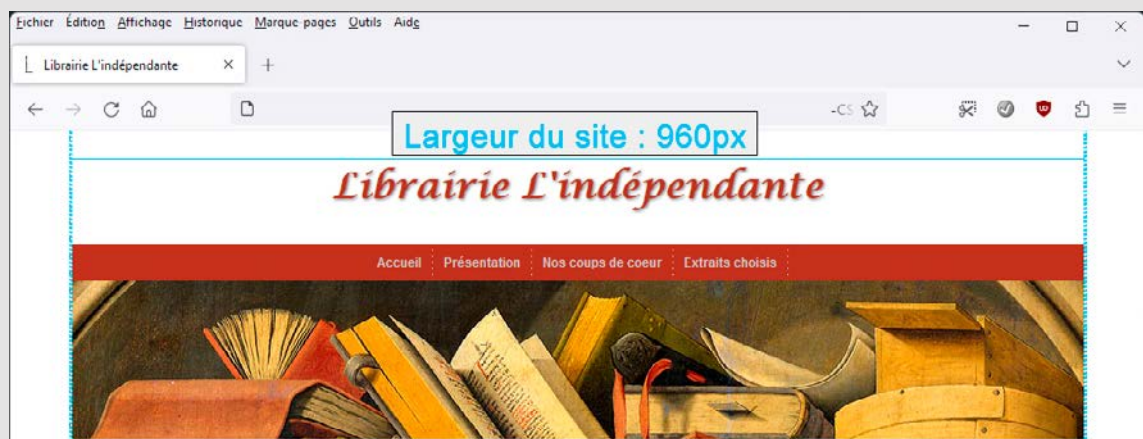 Fichier Édition Affichage Historique Marque-pages Outils Aide
Librairie L'indépendante
-CS
Largeur du site : 960px
Librairie L'indépendante
Accueil Présentation Nos coups de coeur Extraits choisis